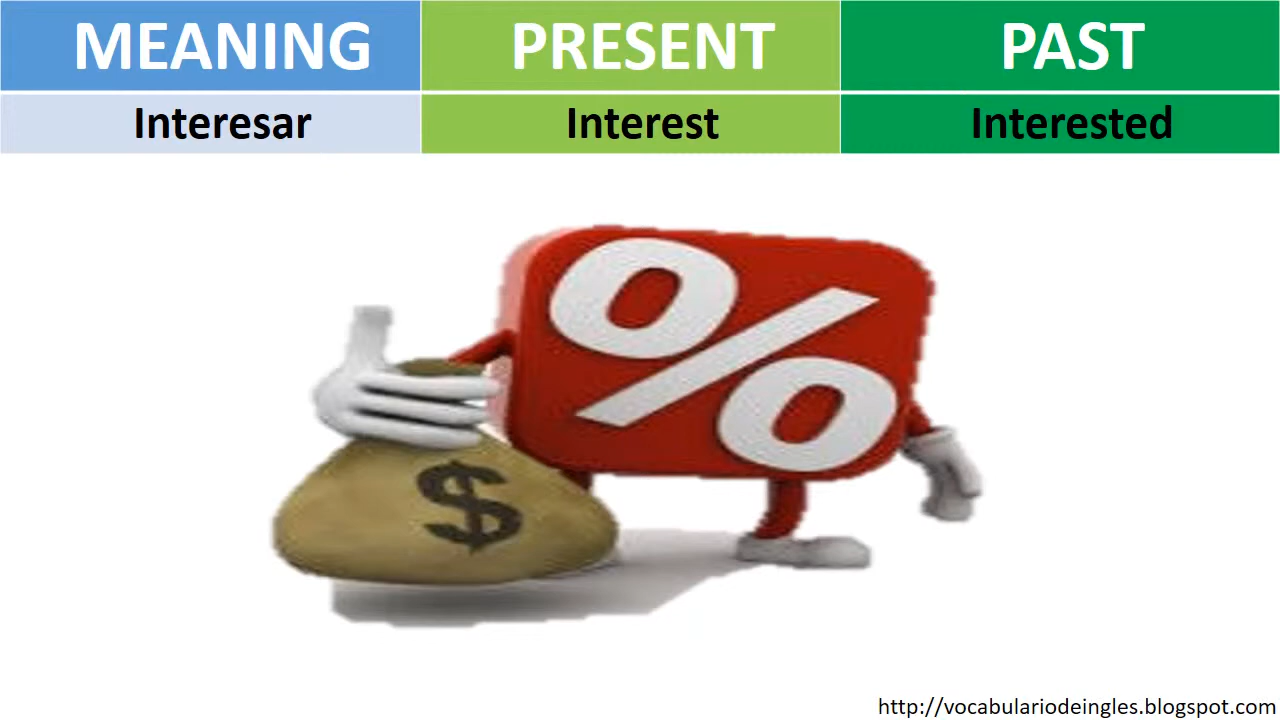 MEANING PRESENT PAST
Interesar Interest Interested
%
$
http://vocabulariodeingles.blogspot.com